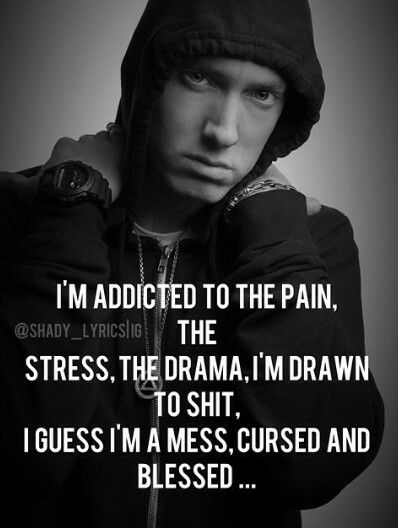 I'M ADDICTED TO THE PAIN,
@SHADY_LYRICS|IG
THE
STRESS, THE DRAMA, I'M DRAWN
TO SHIT,
I GUESS I'M A MESS, CURSED AND
BLESSED ...